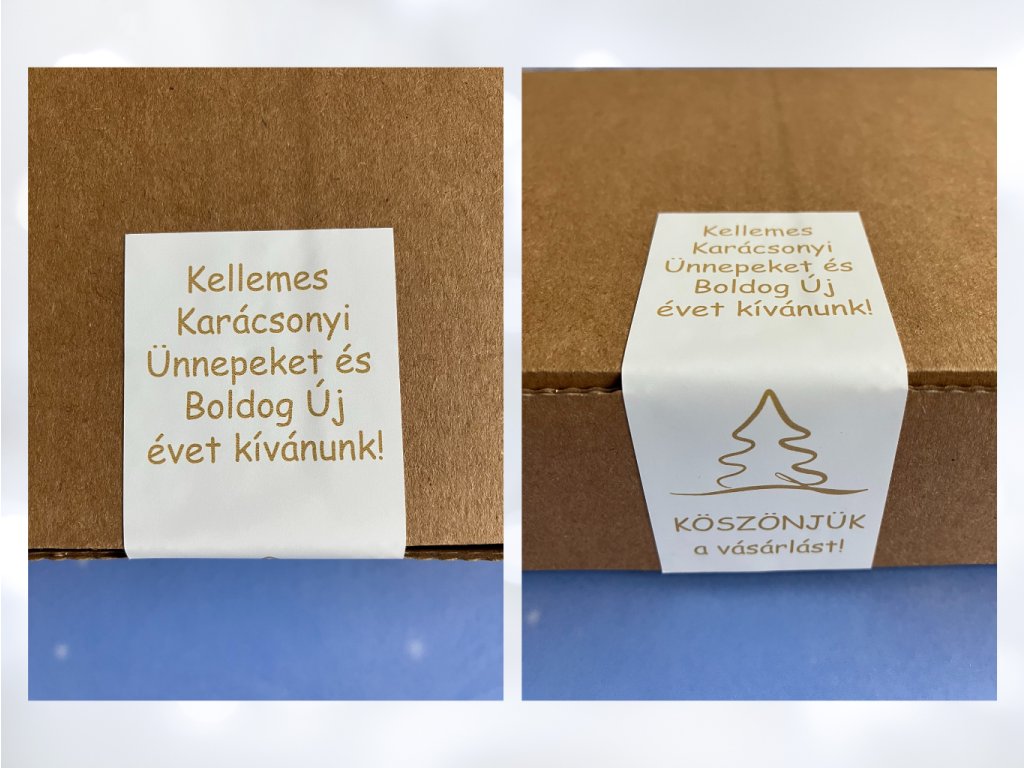 Kellemes
Karácsonyi
Ünnepeket és
Boldog Új
évet kívánunk!
Kellemes
Karácsonyi
Ünnepeket és
Boldog Új
évet kívánunk!
KÖSZÖNJÜK
a vásárlást!